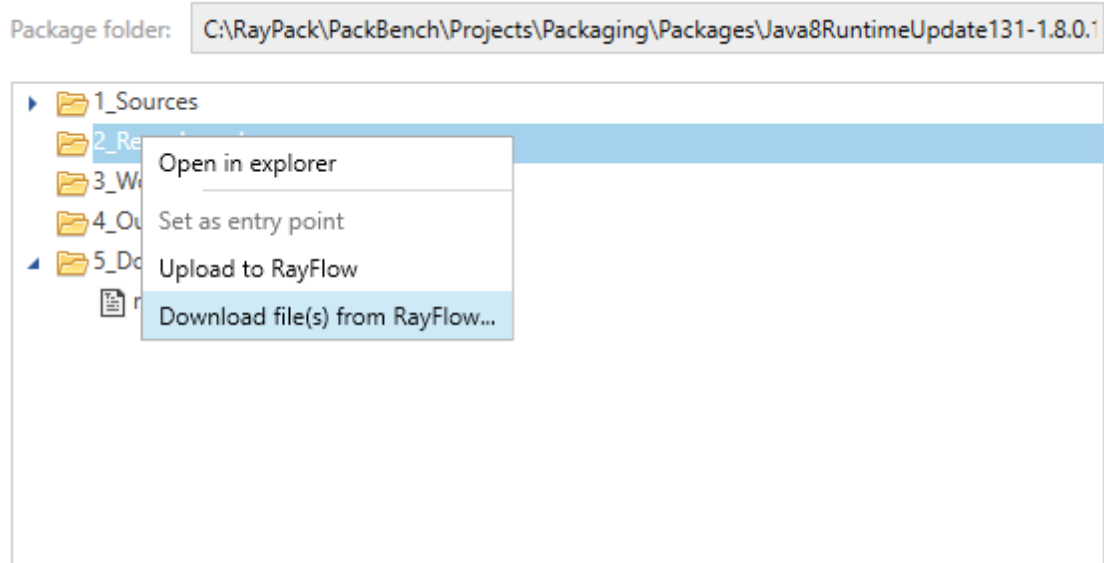 Package folder: C:\RayPack\PackBench\Projects\Packaging\Packages\Java8RuntimeUpdate131-1.8.0.1
1_Sources
2_Re
Open in explorer
3_W
Set as entry point
4_Ou
Upload to RayFlow
5_Do
Download file(s) from RayFlow...